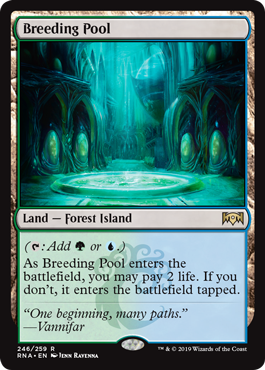 Breeding Pool
Land — Forest Island
(: Add or .)
As Breeding Pool enters the
battlefield, you may pay 2 life. If you
don't, it enters the battlefield tapped.
"One beginning, many paths."
—Vannifar
246/259 R
RNA • EN Jenn Ravenna
™ & © 2019 Wizards of the Coast